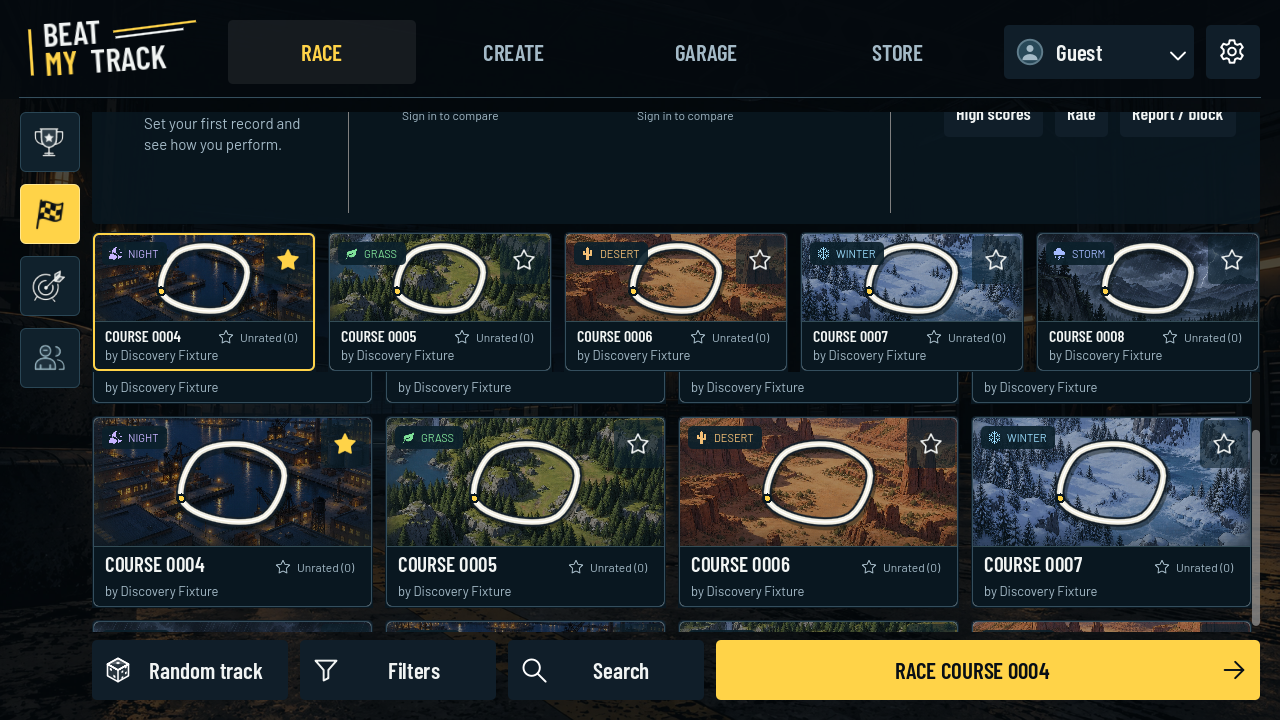 BEAT
MY TRACK
RACE
CREATE
GARAGE
STORE
Guest
Set your first record and
see how you perform.
Sign in to compare
Sign in to compare
High scores
Rate
Report / block
NIGHT
GRASS
DESERT
WINTER
STORM
COURSE 0004
Unrated (0)
by Discovery Fixture
COURSE 0005
Unrated (0)
by Discovery Fixture
COURSE 0006
Unrated (0)
by Discovery Fixture
COURSE 0007
Unrated (0)
by Discovery Fixture
COURSE 0008
Unrated (0)
by Discovery Fixture
by Discovery Fixture
by Discovery Fixture
by Discovery Fixture
by Discovery Fixture
NIGHT
GRASS
DESERT
WINTER
COURSE 0004
Unrated (0)
by Discovery Fixture
COURSE 0005
Unrated (0)
by Discovery Fixture
COURSE 0006
Unrated (0)
by Discovery Fixture
COURSE 0007
Unrated (0)
by Discovery Fixture
Random track
Filters
Search
RACE COURSE 0004